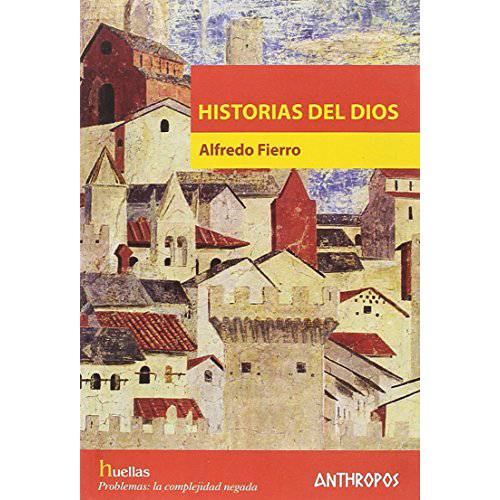 HISTORIAS DEL DIOS
Alfredo Fierro
huellas
Problemas: la complejidad negada
ANTHROPOS